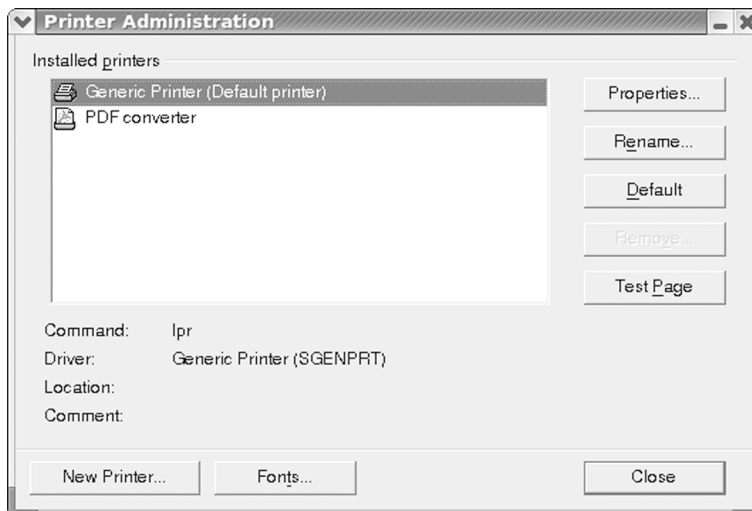 Printer Administration
Installed printers
Generic Printer (Default printer)
PDF converter
Properties...
Rename...
Default
Remove...
Test Page
Command: lpr
Driver: Generic Printer (SGENPRT)
Location:
Comment:
New Printer... Fonts... Close